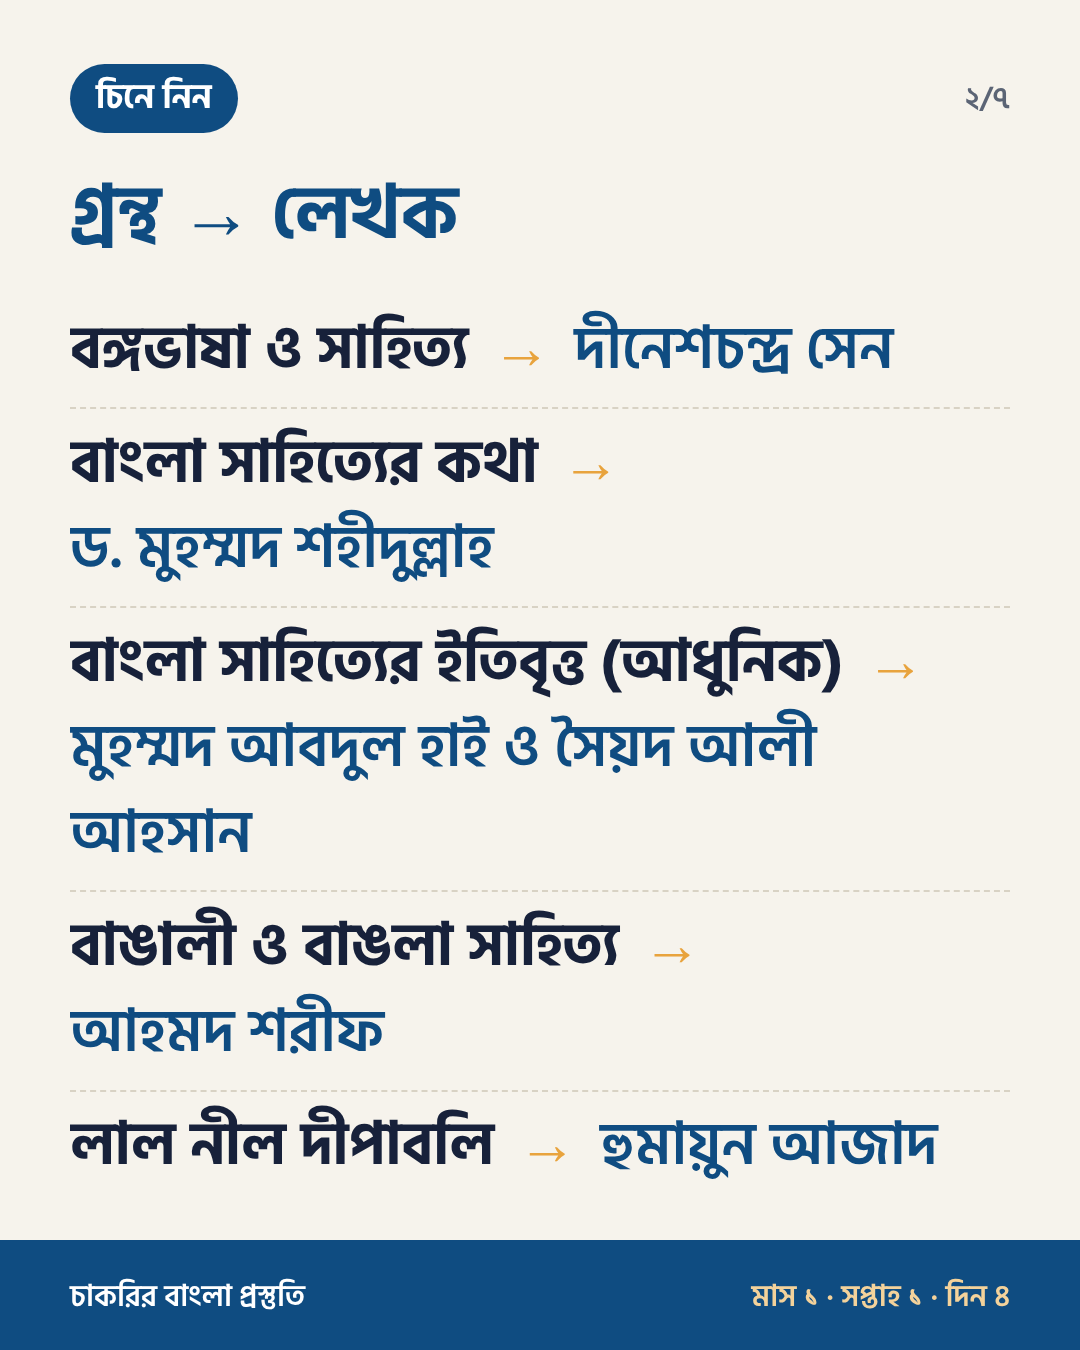 চিনে নিন
২/৭
গ্রন্থ → লেখক
বঙ্গভাষা ও সাহিত্য → দীনেশচন্দ্র সেন
বাংলা সাহিত্যের কথা →
ড. মুহম্মদ শহীদুল্লাহ
বাংলা সাহিত্যের ইতিবৃত্ত (আধুনিক) →
মুহম্মদ আবদুল হাই ও সৈয়দ আলী
আহসান
বাঙালী ও বাঙলা সাহিত্য →
আহমদ শরীফ
লাল নীল দীপাবলি → হুমায়ুন আজাদ
চাকরির বাংলা প্রস্তুতি
মাস ১ · সপ্তাহ ১ · দিন ৪